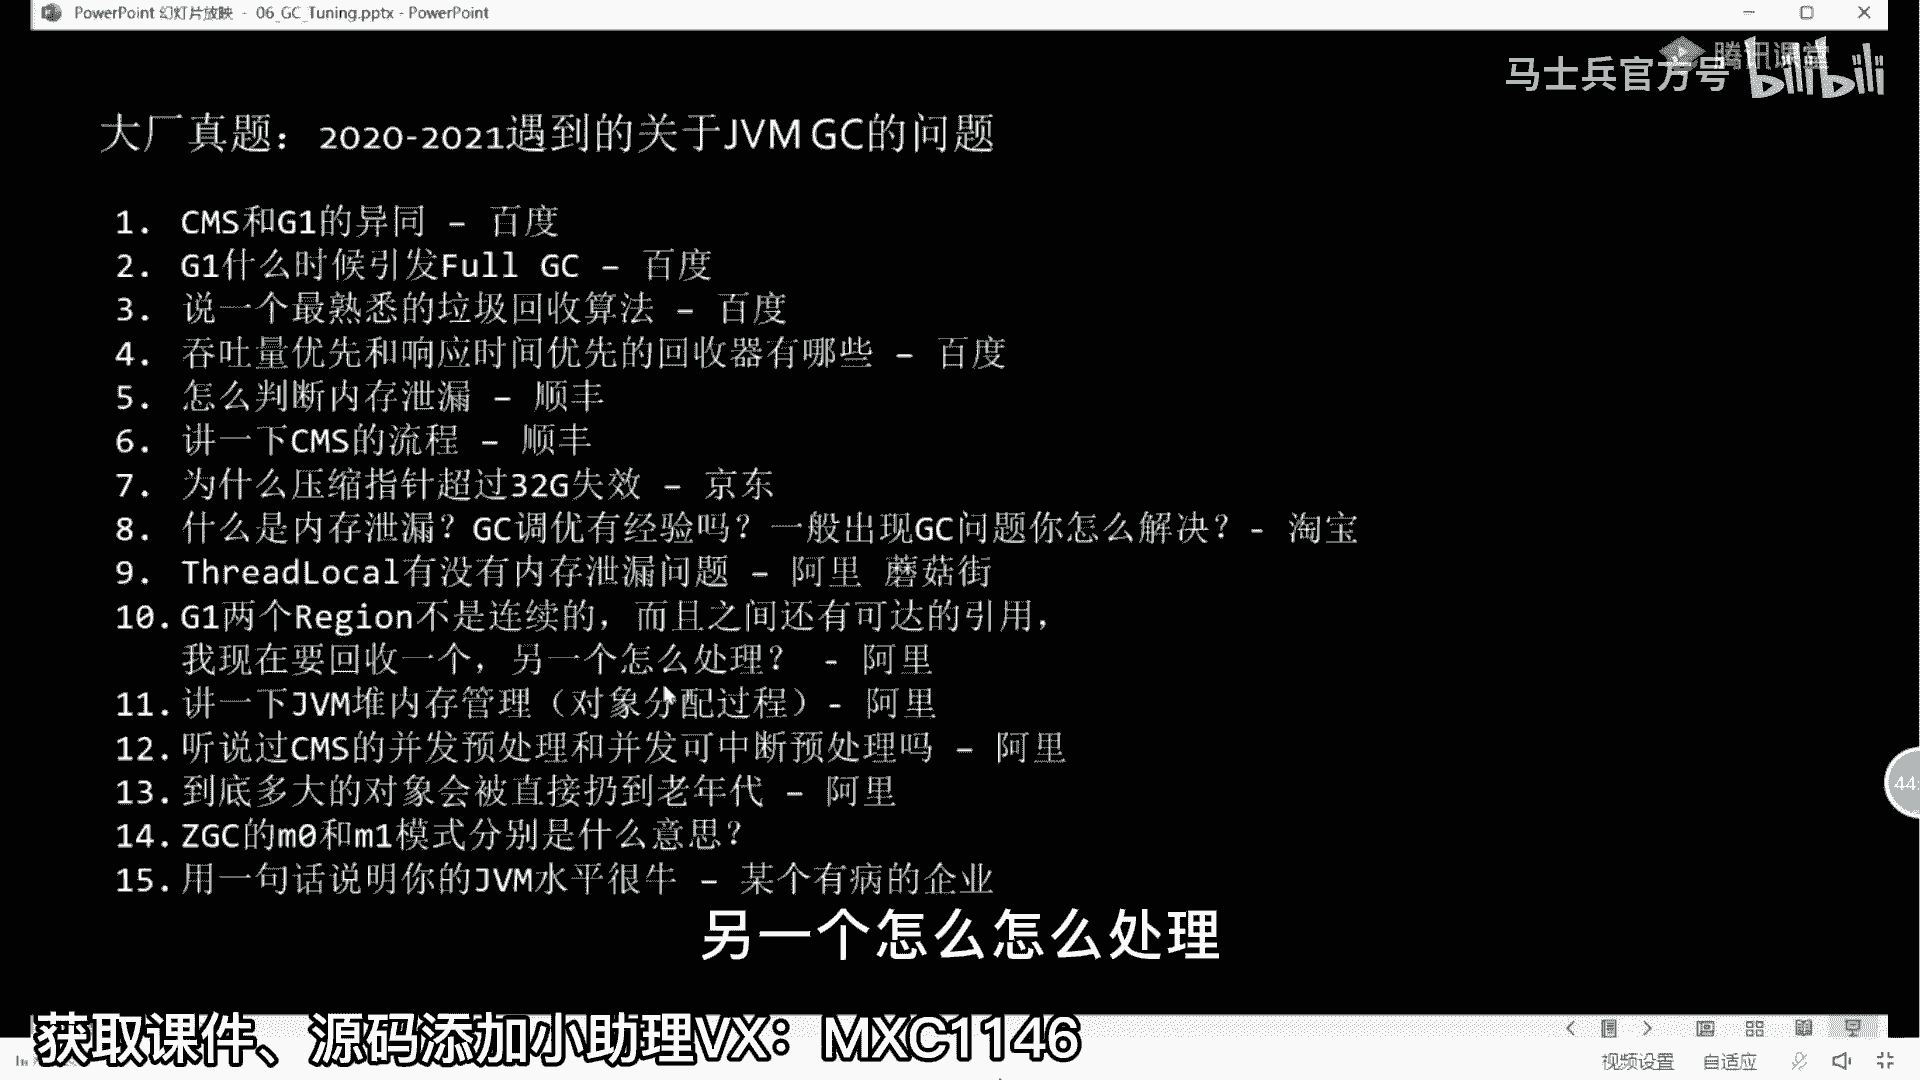 PowerPoint 幻灯片放映 - 06_GC_Tuning.pptx - PowerPoint
腾讯课堂
马士兵官方号 bilibili
大厂真题：2020-2021遇到的关于JVM GC的问题
1. CMS和G1的异同 – 百度
2. G1什么时候引发Full GC – 百度
3. 说一个最熟悉的垃圾回收算法 – 百度
4. 吞吐量优先和响应时间优先的回收器有哪些 – 百度
5. 怎么判断内存泄漏 – 顺丰
6. 讲一下CMS的流程 – 顺丰
7. 为什么压缩指针超过32G失效 – 京东
8. 什么是内存泄漏？GC调优有经验吗？一般出现GC问题你怎么解决？- 淘宝
9. ThreadLocal有没有内存泄漏问题 – 阿里 蘑菇街
10. G1两个Region不是连续的，而且之间还有可达的引用，
我现在要回收一个，另一个怎么处理？ - 阿里
11. 讲一下JVM堆内存管理（对象分配过程）- 阿里
12. 听说过CMS的并发预处理和并发可中断预处理吗 – 阿里
13. 到底多大的对象会被直接扔到老年代 – 阿里
14. ZGC的m0和m1模式分别是什么意思？
15. 用一句话说明你的JVM水平很牛 – 某个有病的企业
44:
另一个怎么怎么处理
获取课件、源码添加小助理VX：MXC1146
视频设置 自适应